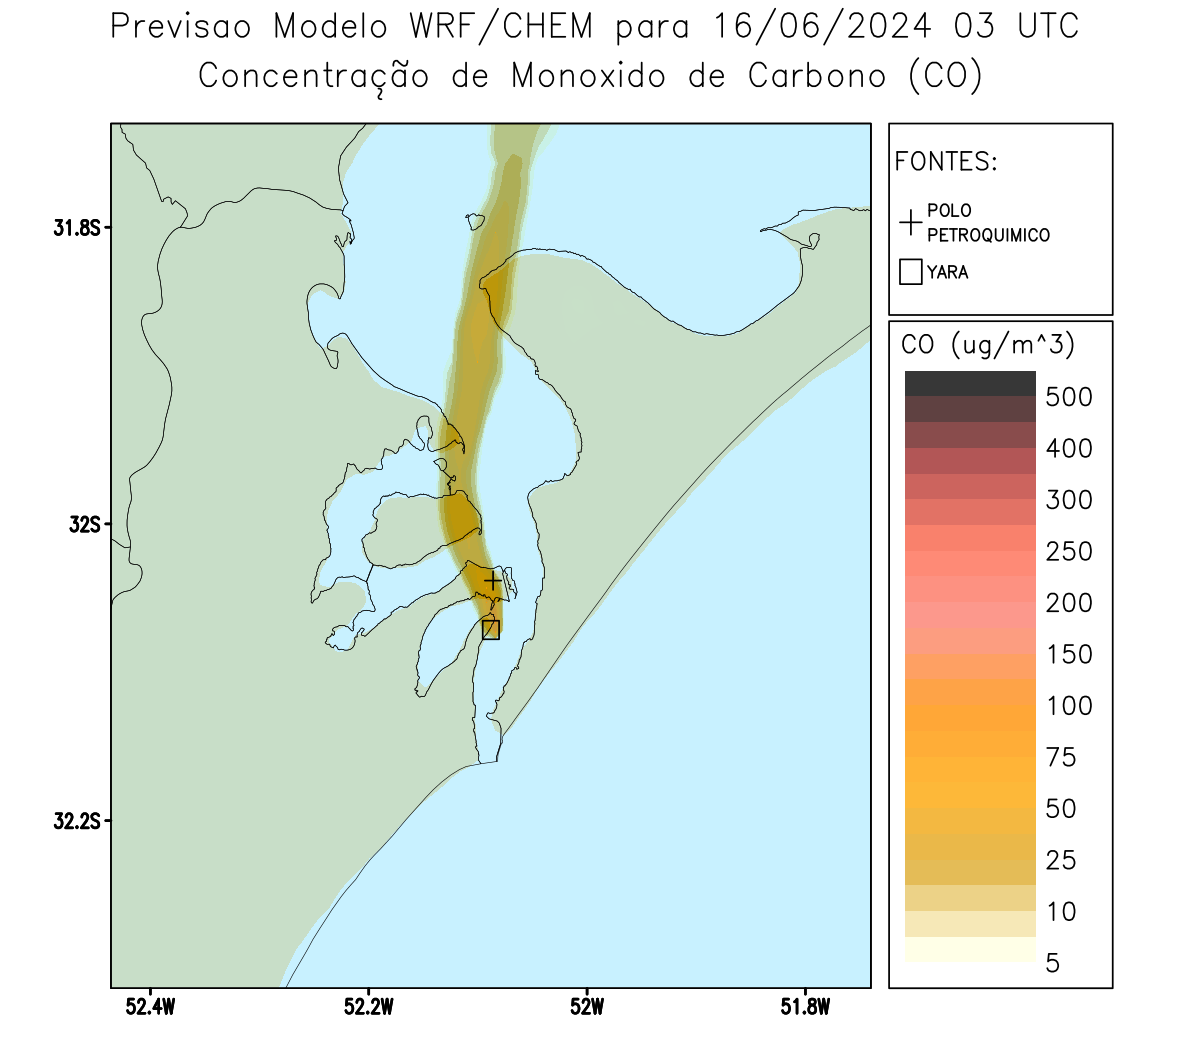 Previsao Modelo WRF/CHEM para 16/06/2024 03 UTC
Concentração de Monoxido de Carbono (CO)
FONTES:
POLO
PETROQUIMICO
YARA
CO (ug/m^3)
500
400
300
250
200
150
100
75
50
25
10
5
31.8S
32S
32.2S
52.4W
52.2W
52W
51.8W